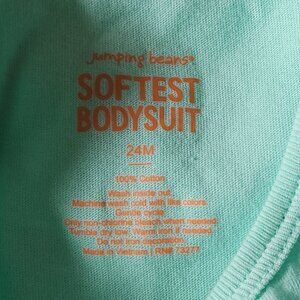 jumping beans®
SOFTEST
BODYSUIT
24M
100% Cotton
Wash inside out.
Machine wash cold with like colors.
Gentle cycle.
Only non-chlorine bleach when needed.
Tumble dry low. Warm iron if needed.
Do not iron decoration.
Made in Vietnam | RN# 73277